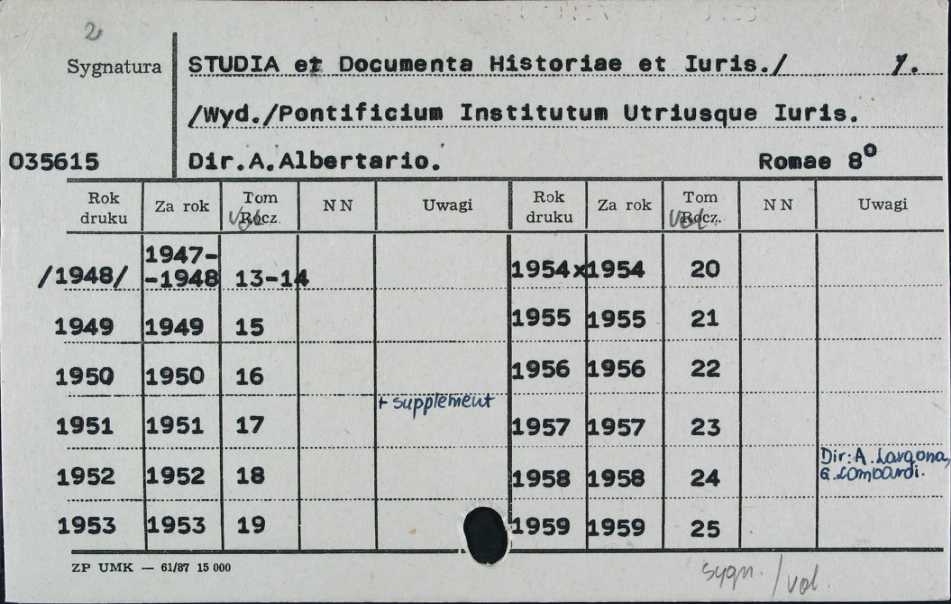 2
Sygnatura STUDIA et Documenta Historiae et Iuris./ 1.
/Wyd./Pontificium Institutum Utriusque Iuris.
035615 Dir.A.Albertario. Romae 8º
Rok druku Za rok Tom Rocz. Vol. NN Uwagi Rok druku Za rok Tom Rocz. Vol. NN Uwagi
/1948/ 1947--1948 13-14 1954x 1954 20
1949 1949 15 1955 1955 21
1950 1950 16 1956 1956 22
1951 1951 17 + supplement 1957 1957 23
1952 1952 18 1958 1958 24 Dir: A. Lavgona, G. Lombardi.
1953 1953 19 1959 1959 25
ZP UMK — 61/87 15 000
sygn./vol.